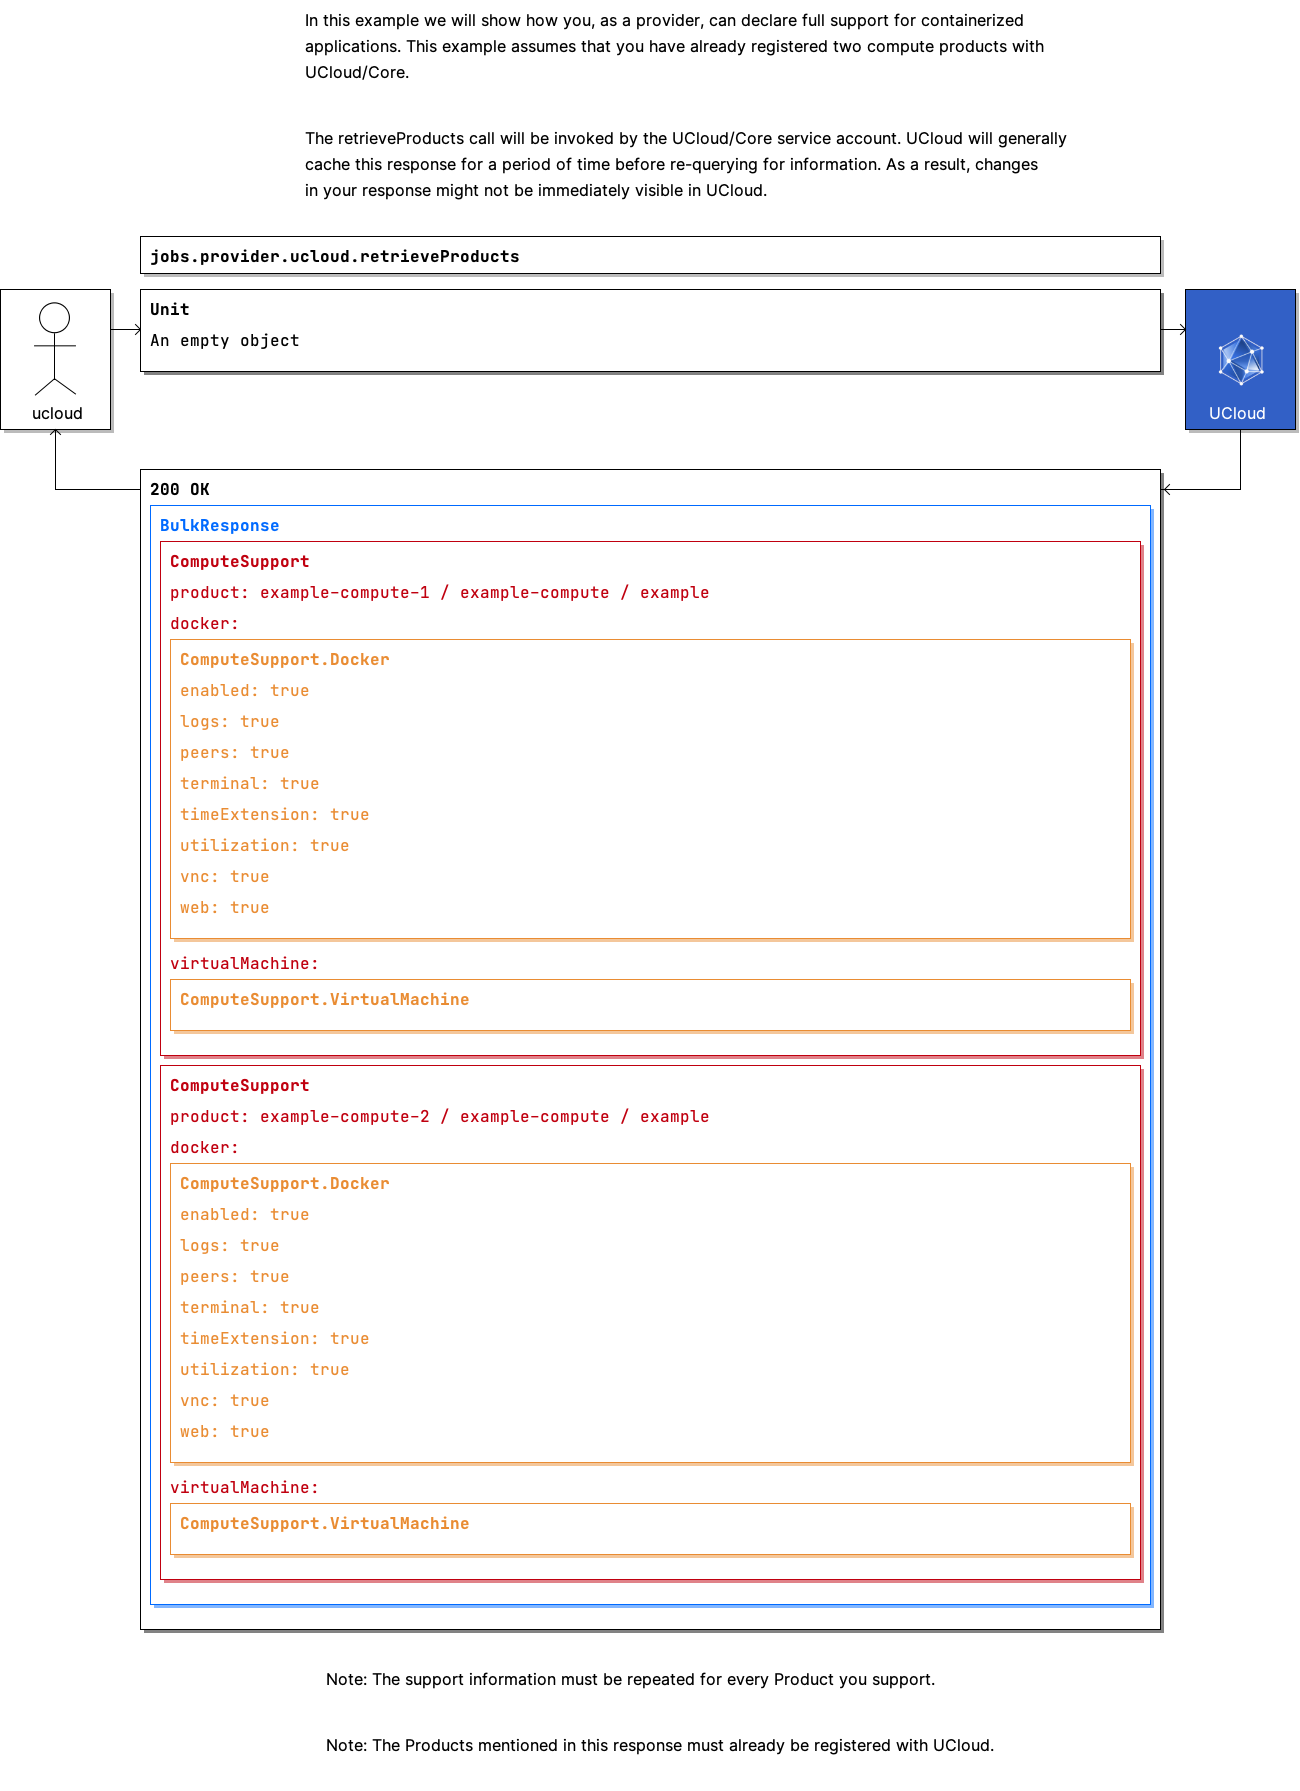 In this example we will show how you, as a provider, can declare full support for containerized
applications. This example assumes that you have already registered two compute products with
UCloud/Core.
The retrieveProducts call will be invoked by the UCloud/Core service account. UCloud will generally
cache this response for a period of time before re-querying for information. As a result, changes
in your response might not be immediately visible in UCloud.
jobs.provider.ucloud.retrieveProducts
Unit
An empty object
ucloud
UCloud
200 OK
BulkResponse
ComputeSupport
product: example-compute-1 / example-compute / example
docker:
ComputeSupport.Docker
enabled: true
logs: true
peers: true
terminal: true
timeExtension: true
utilization: true
vnc: true
web: true
virtualMachine:
ComputeSupport.VirtualMachine
ComputeSupport
product: example-compute-2 / example-compute / example
docker:
ComputeSupport.Docker
enabled: true
logs: true
peers: true
terminal: true
timeExtension: true
utilization: true
vnc: true
web: true
virtualMachine:
ComputeSupport.VirtualMachine
Note: The support information must be repeated for every Product you support.
Note: The Products mentioned in this response must already be registered with UCloud.